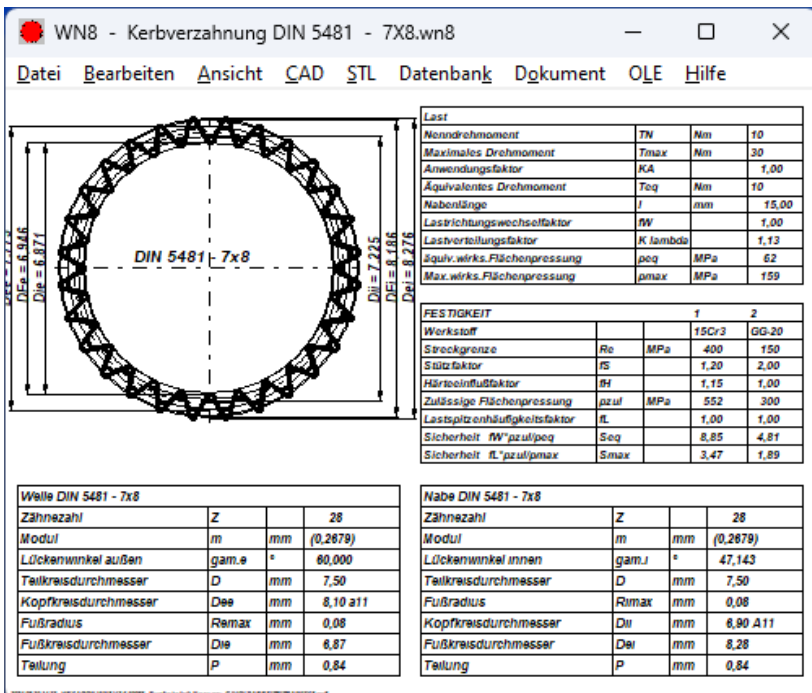 WN8 - Kerbverzahnung DIN 5481 - 7X8.wn8
Datei Bearbeiten Ansicht CAD STL Datenbank Dokument OLE Hilfe
DFe = 6.946
Die = 6.871
DIN 5481 - 7x8
Dii = 7.225
DFi = 8.186
Dei = 8.276
Last
Nenndrehmoment TN Nm 10
Maximales Drehmoment Tmax Nm 30
Anwendungsfaktor KA 1,00
Äquivalentes Drehmoment Teq Nm 10
Nabenlänge l mm 15,00
Lastrichtungswechselfaktor fW 1,00
Lastverteilungsfaktor K lambda 1,13
äquiv.wirks.Flächenpressung peq MPa 62
Max.wirks.Flächenpressung pmax MPa 159
FESTIGKEIT 1 2
Werkstoff 15Cr3 GG-20
Streckgrenze Re MPa 400 150
Stützfaktor fS 1,20 2,00
Härteeinflußfaktor fH 1,15 1,00
Zulässige Flächenpressung pzul MPa 552 300
Lastspitzenhäufigkeitsfaktor fL 1,00 1,00
Sicherheit fW*pzul/peq Seq 8,85 4,81
Sicherheit fL*pzul/pmax Smax 3,47 1,89
Welle DIN 5481 - 7x8
Zähnezahl Z 28
Modul m mm (0,2679)
Lückenwinkel außen gam.e ° 60,000
Teilkreisdurchmesser D mm 7,50
Kopfkreisdurchmesser Dee mm 8,10 a11
Fußradius Remax mm 0,08
Fußkreisdurchmesser Die mm 6,87
Teilung P mm 0,84
Nabe DIN 5481 - 7x8
Zähnezahl Z 28
Modul m mm (0,2679)
Lückenwinkel innen gam.i ° 47,143
Teilkreisdurchmesser D mm 7,50
Fußradius Rimax mm 0,08
Kopfkreisdurchmesser Dii mm 6,90 A11
Fußkreisdurchmesser Dei mm 8,28
Teilung P mm 0,84